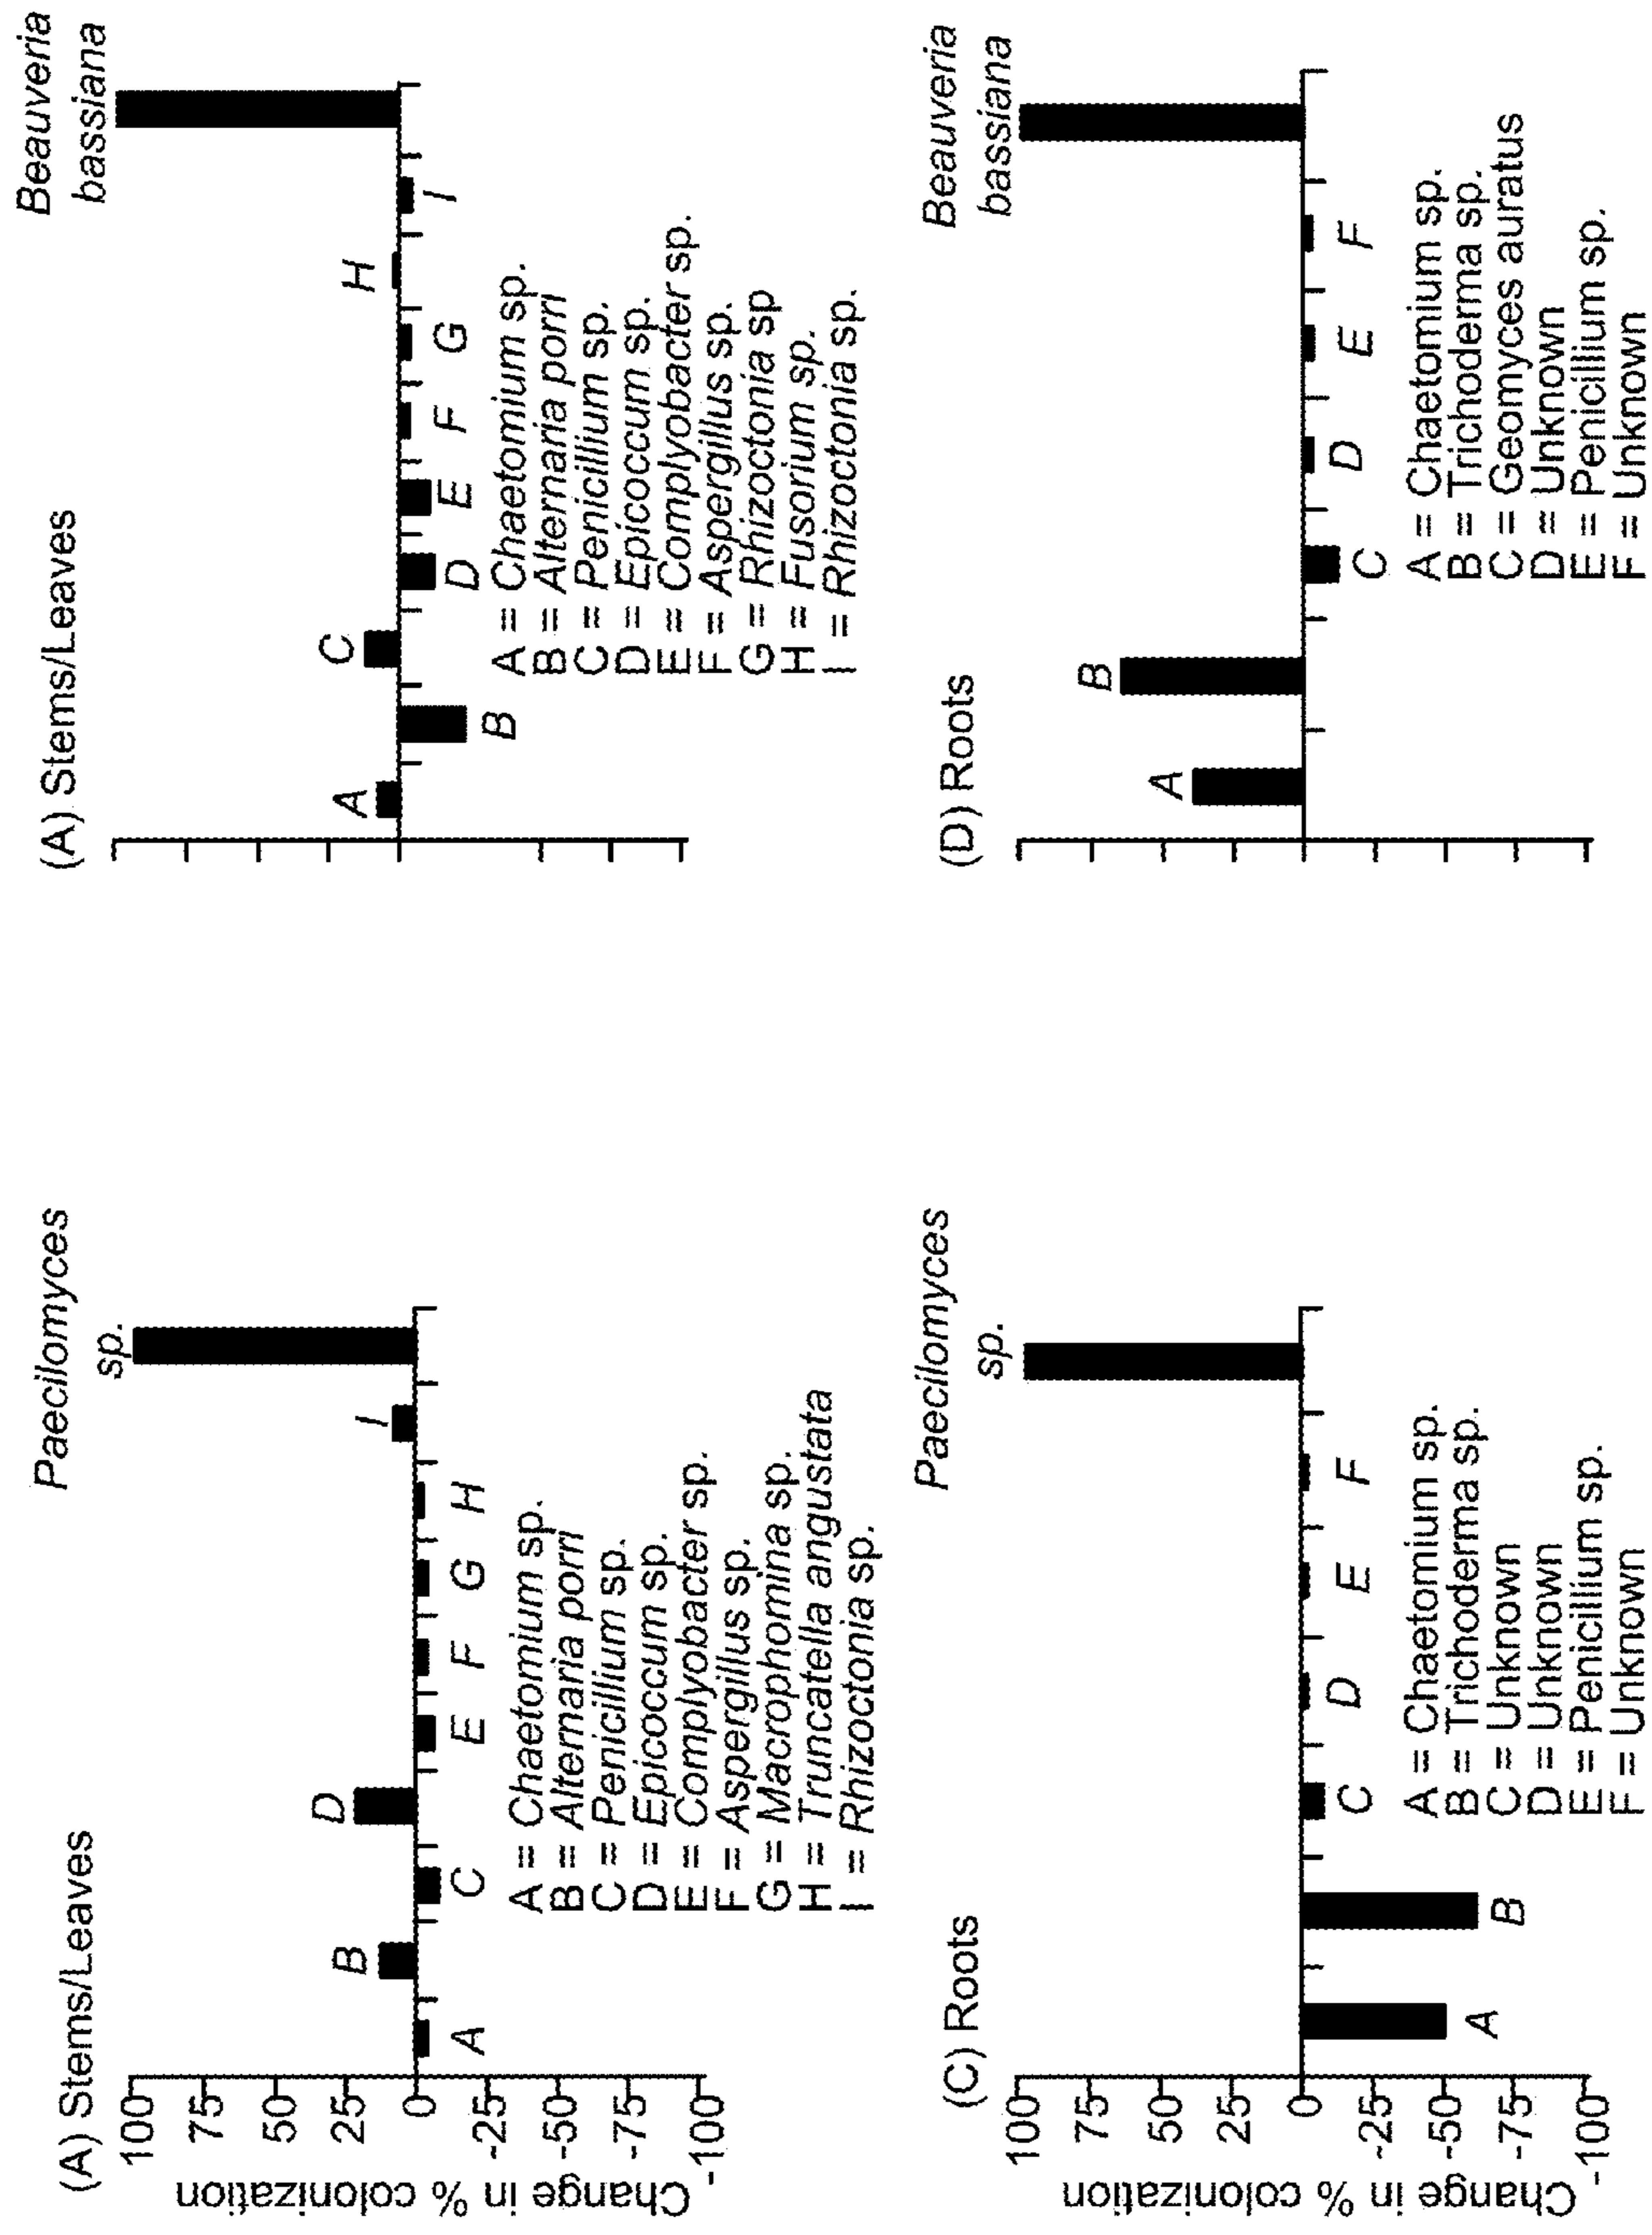 (A) Stems/Leaves
Paecilomyces
sp.
Change in % colonization
100
75
50
25
0
-25
-50
-75
-100
A
B
C
D
E
F
G
H
I
A = Chaetomium sp.
B = Alternaria porri
C = Penicillium sp.
D = Epicoccum sp.
E = Complyobacter sp.
F = Aspergillus sp.
G = Macrophomina sp.
H = Truncatella angustata
I = Rhizoctonia sp.
(A) Stems/Leaves
Beauveria
bassiana
A
B
C
D
E
F
G
H
I
A = Chaetomium sp.
B = Alternaria porri
C = Penicillium sp.
D = Epicoccum sp.
E = Complyobacter sp.
F = Aspergillus sp.
G = Rhizoctonia sp
H = Fusorium sp.
I = Rhizoctonia sp.
(C) Roots
Paecilomyces
sp.
Change in % colonization
100
75
50
25
0
-25
-50
-75
-100
A
B
C
D
E
F
A = Chaetomium sp.
B = Trichoderma sp.
C = Unknown
D = Unknown
E = Penicillium sp.
F = Unknown
(D) Roots
Beauveria
bassiana
A
B
C
D
E
F
A = Chaetomium sp.
B = Trichoderma sp.
C = Geomyces auratus
D = Unknown
E = Penicillium sp.
F = Unknown